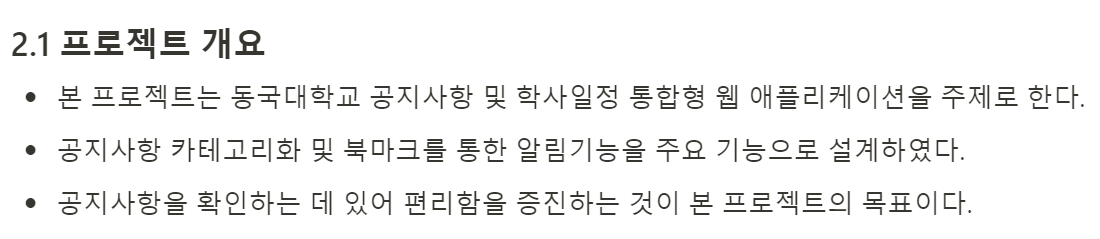 2.1 프로젝트 개요
• 본 프로젝트는 동국대학교 공지사항 및 학사일정 통합형 웹 애플리케이션을 주제로 한다.
• 공지사항 카테고리화 및 북마크를 통한 알림기능을 주요 기능으로 설계하였다.
• 공지사항을 확인하는 데 있어 편리함을 증진하는 것이 본 프로젝트의 목표이다.